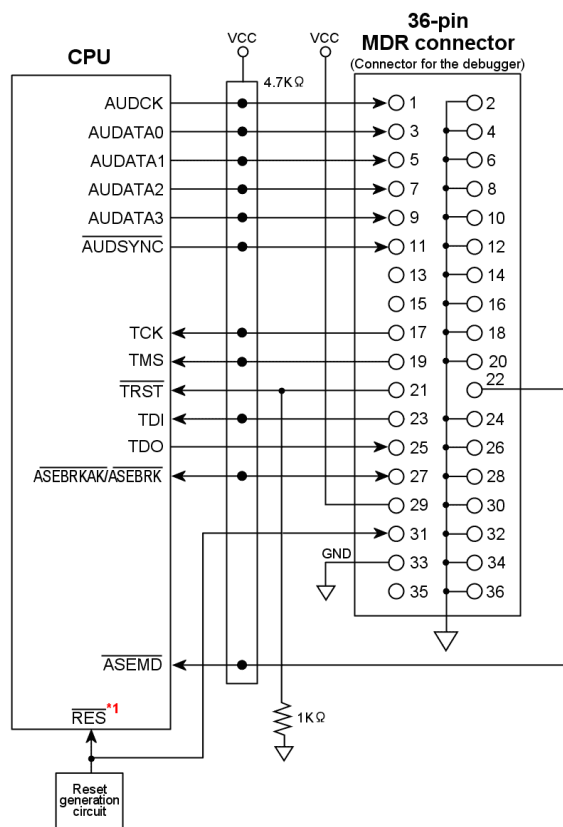 36-pin
MDR connector
(Connector for the debugger)
CPU
VCC
VCC
4.7KΩ
AUDCK
1
2
AUDATA0
3
4
AUDATA1
5
6
AUDATA2
7
8
AUDATA3
9
10
AUDSYNC
11
12
13
14
15
16
TCK
17
18
TMS
19
20
TRST
21
22
TDI
23
24
TDO
25
26
ASEBRKAK/ASEBRK
27
28
29
30
31
32
GND
33
34
35
36
ASEMD
RES*1
1KΩ
Reset
generation
circuit